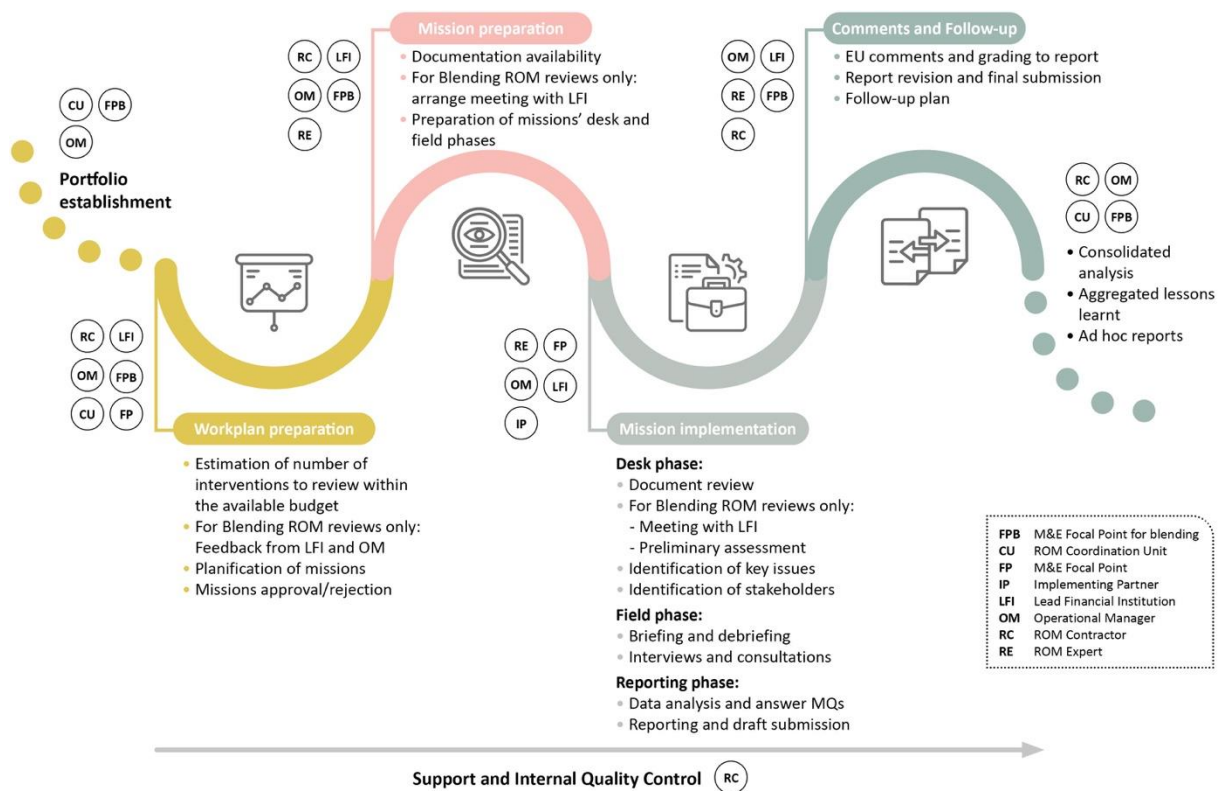 CU FPB
OM
Portfolio
establishment
RC LFI
OM FPB
CU FP
Workplan preparation
• Estimation of number of
interventions to review within
the available budget
• For Blending ROM reviews only:
Feedback from LFI and OM
• Planification of missions
• Missions approval/rejection
RC LFI
OM FPB
RE
Mission preparation
• Documentation availability
• For Blending ROM reviews only:
arrange meeting with LFI
• Preparation of missions’ desk and
field phases
RE FP
OM LFI
IP
Mission implementation
Desk phase:
• Document review
• For Blending ROM reviews only:
- Meeting with LFI
- Preliminary assessment
• Identification of key issues
• Identification of stakeholders
Field phase:
• Briefing and debriefing
• Interviews and consultations
Reporting phase:
• Data analysis and answer MQs
• Reporting and draft submission
OM LFI
RE FPB
RC
Comments and Follow-up
• EU comments and grading to report
• Report revision and final submission
• Follow-up plan
RC OM
CU FPB
• Consolidated
analysis
• Aggregated lessons
learnt
• Ad hoc reports
FPB M&E Focal Point for blending
CU ROM Coordination Unit
FP M&E Focal Point
IP Implementing Partner
LFI Lead Financial Institution
OM Operational Manager
RC ROM Contractor
RE ROM Expert
Support and Internal Quality Control RC